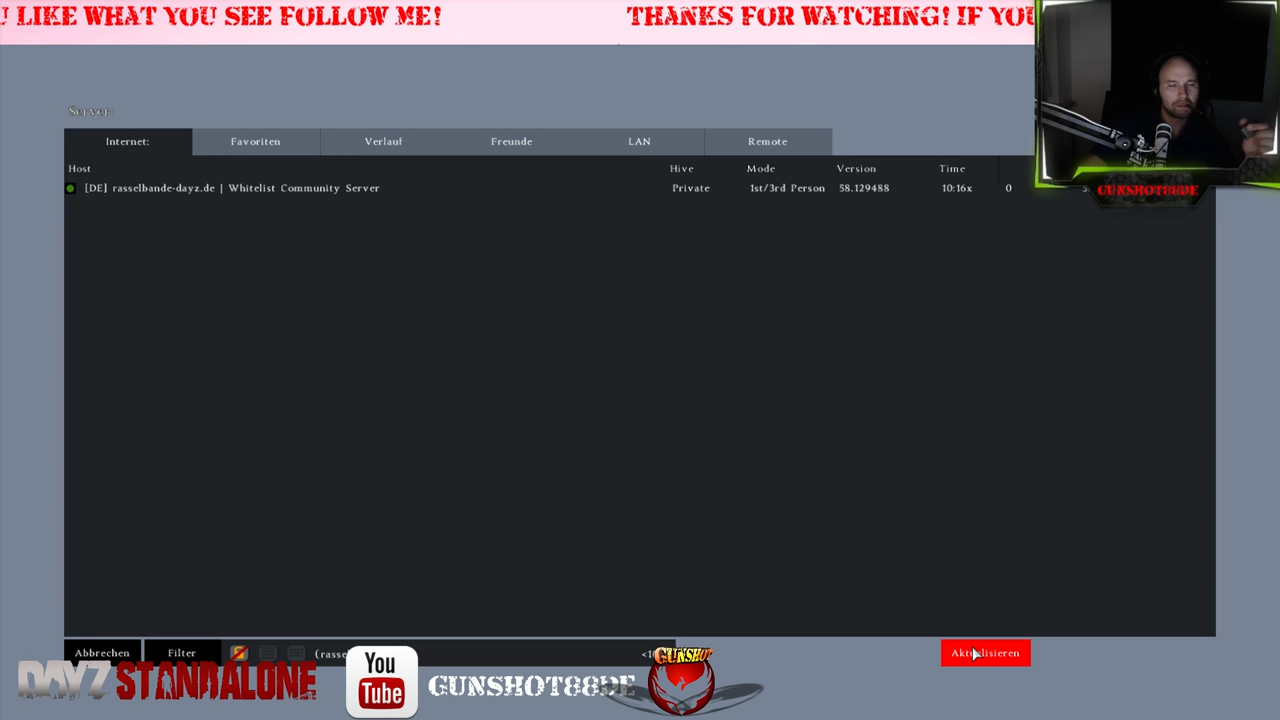 U LIKE WHAT YOU SEE FOLLOW ME! THANKS FOR WATCHING! IF YOU
Server:
Internet: Favoriten Verlauf Freunde LAN Remote
Host Hive Mode Version Time
[DE] rasselbande-dayz.de | Whitelist Community Server Private 1st/3rd Person 58.129488 10:16x 0
GUNSHOT88DE
Abbrechen Filter (rasse Aktualisieren
DAYZ STANDALONE
You
Tube
GUNSHOT88DE
GUNSHOT